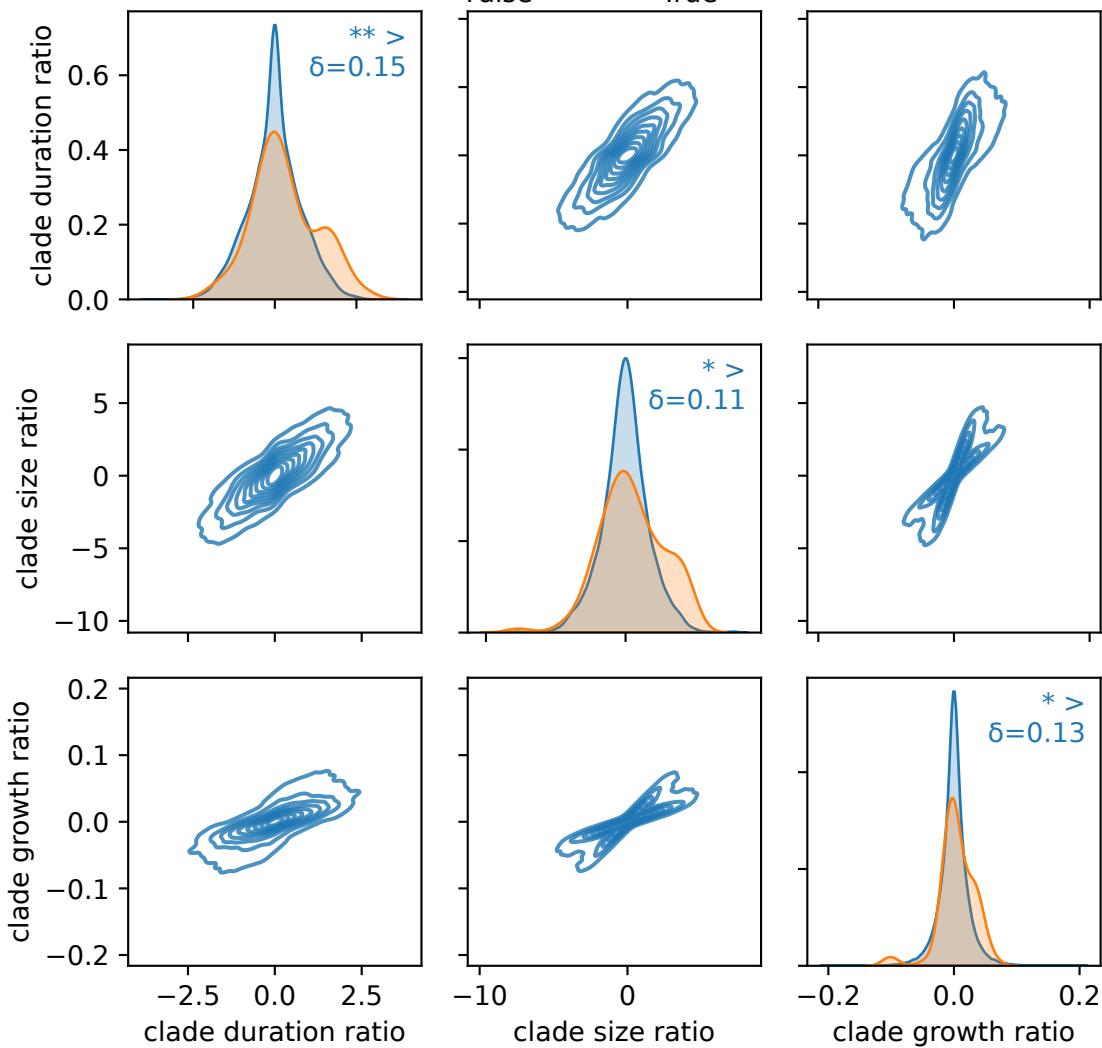 clade duration ratio
0.6
0.4
0.2
0.0
** >
δ=0.15
clade size ratio
5
0
−5
−10
* >
δ=0.11
clade growth ratio
0.2
0.1
0.0
−0.1
−0.2
* >
δ=0.13
−2.5 0.0 2.5
−10 0
−0.2 0.0 0.2
clade duration ratio
clade size ratio
clade growth ratio